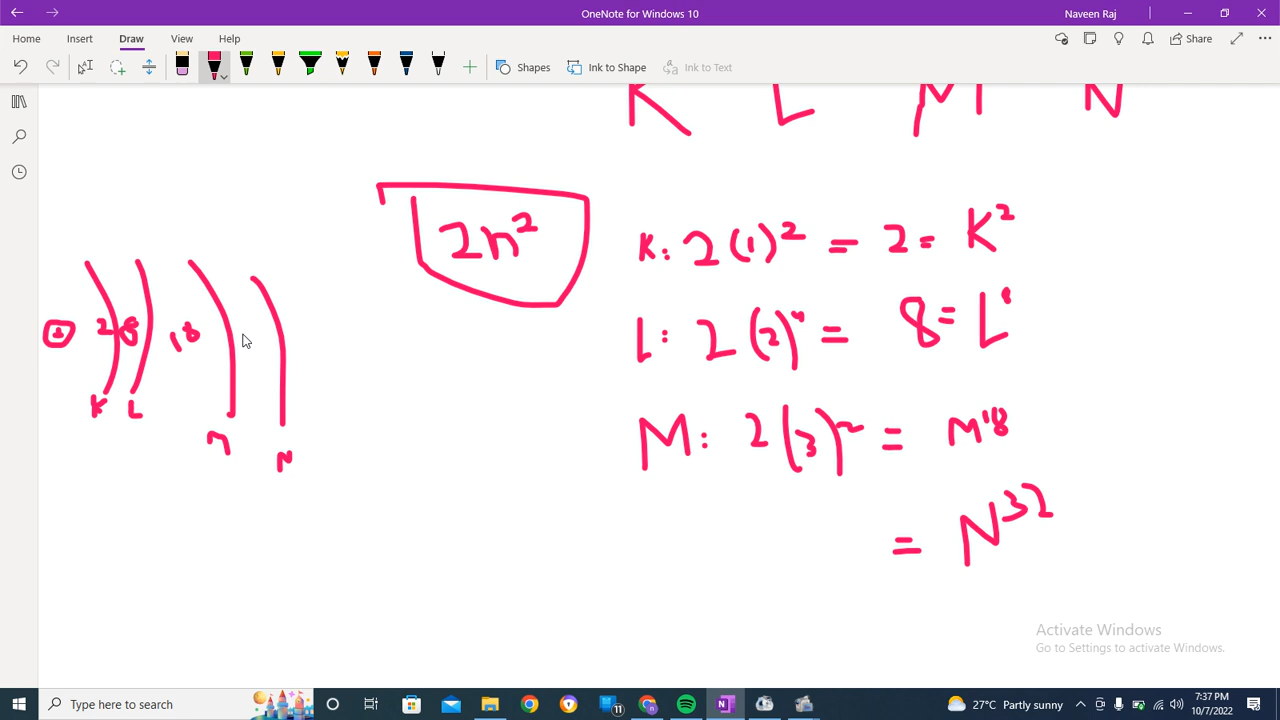 OneNote for Windows 10
Naveen Raj
Home Insert Draw View Help
Share
Shapes Ink to Shape Ink to Text
K L M N
2n²
K: 2(1)² = 2 = K²
L: 2(2)² = 8 = L⁸
M: 2(3)² = M¹⁸
= N³²
2 8 18
K L
M
N
Activate Windows
Go to Settings to activate Windows.
Type here to search
11
27°C Partly sunny
7:37 PM
10/7/2022